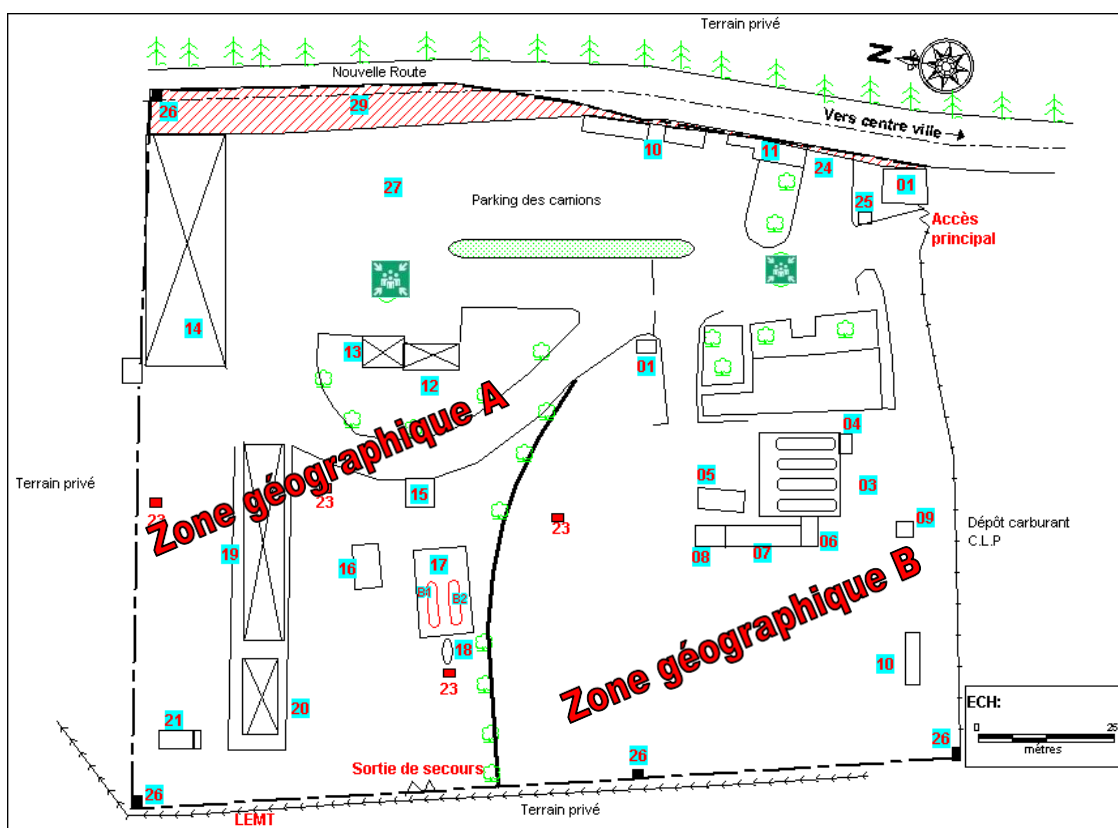 Terrain privé
Nouvelle Route
N
26
29
Vers centre ville
10
11
24
01
27
Parking des camions
25
Accès
principal
14
13
12
01
Zone géographique A
04
Terrain privé
05
03
15
23
23
23
09
Dépôt carburant
C.L.P
19
16
17
B1
B2
08
07
06
18
23
Zone géographique B
10
20
21
ECH:
0
25
métres
Sortie de secours
26
26
26
LEMT
Terrain privé